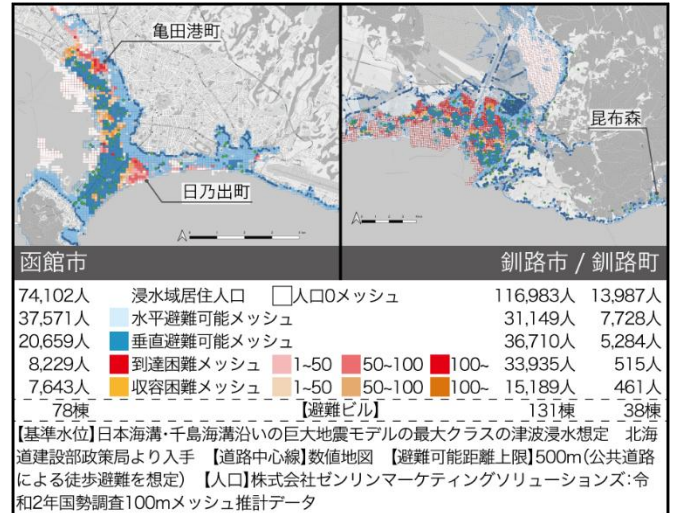 亀田港町
日乃出町
昆布森
函館市
釧路市 / 釧路町
74,102人 浸水域居住人口 人口0メッシュ 116,983人 13,987人
37,571人 水平避難可能メッシュ 31,149人 7,728人
20,659人 垂直避難可能メッシュ 36,710人 5,284人
8,229人 到達困難メッシュ 1~50 50~100 100~ 33,935人 515人
7,643人 収容困難メッシュ 1~50 50~100 100~ 15,189人 461人
78棟 【避難ビル】 131棟 38棟
【基準水位】日本海溝・千島海溝沿いの巨大地震モデルの最大クラスの津波浸水想定 北海
道建設部政策局より入手 【道路中心線】数値地図 【避難可能距離上限】500m(公共道路
による徒歩避難を想定) 【人口】株式会社ゼンリンマーケティングソリューションズ:令
和2年国勢調査100mメッシュ推計データ